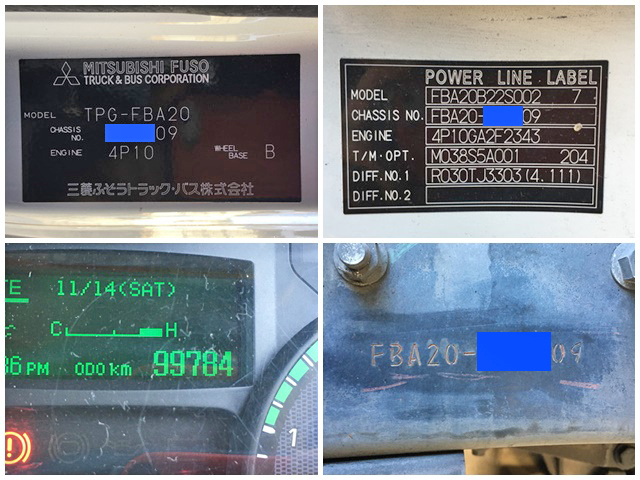 MITSUBISHI FUSO
TRUCK & BUS CORPORATION
MODEL TPG-FBA20
CHASSIS NO. 09
ENGINE 4P10 WHEEL BASE B
三菱ふそうトラック・バス株式会社
POWER LINE LABEL
MODEL FBA20B22S002 7
CHASSIS NO. FBA20- 09
ENGINE 4P10GA2F2343
T/M·OPT. M038S5A001 204
DIFF.NO.1 R030TJ3303(4.111)
DIFF.NO.2
11/14(SAT)
C H
PM ODO km 99784
1
FBA20- 09